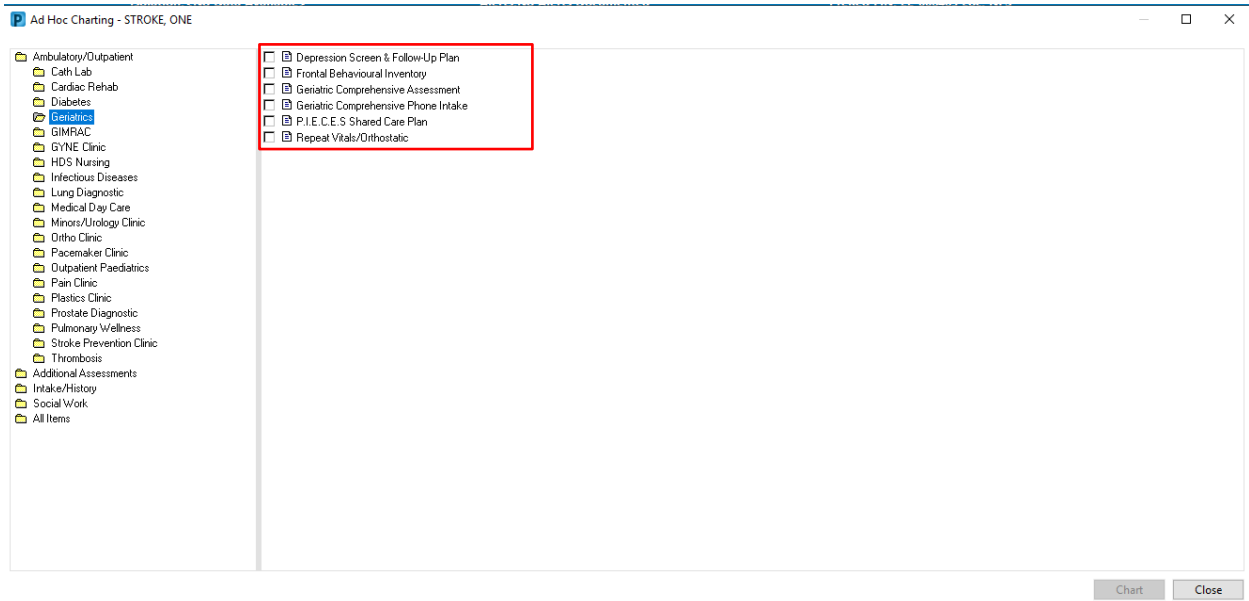 Ad Hoc Charting - STROKE, ONE
Ambulatory/Outpatient
Cath Lab
Cardiac Rehab
Diabetes
Geriatrics
GIMRAC
GYNE Clinic
HDS Nursing
Infectious Diseases
Lung Diagnostic
Medical Day Care
Minors/Urology Clinic
Ortho Clinic
Pacemaker Clinic
Outpatient Paediatrics
Pain Clinic
Plastics Clinic
Prostate Diagnostic
Pulmonary Wellness
Stroke Prevention Clinic
Thrombosis
Additional Assessments
Intake/History
Social Work
All Items
Depression Screen & Follow-Up Plan
Frontal Behavioural Inventory
Geriatric Comprehensive Assessment
Geriatric Comprehensive Phone Intake
P.I.E.C.E.S Shared Care Plan
Repeat Vitals/Orthostatic
Chart
Close